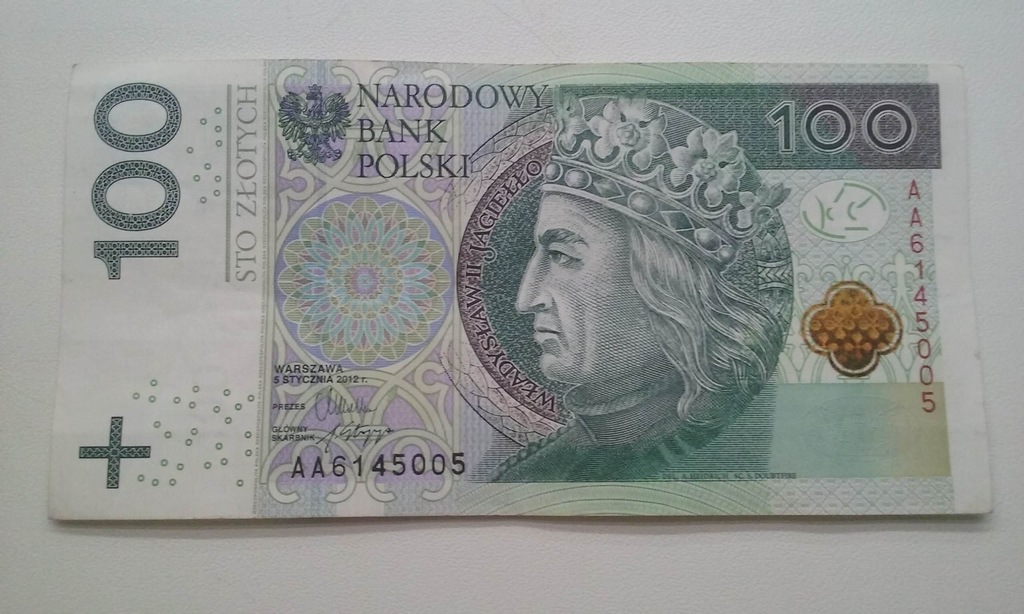 100
STO ZŁOTYCH
NARODOWY
BANK
POLSKI
100
WŁADYSŁAW II JAGIEŁŁO
AA6145005
WARSZAWA
5 STYCZNIA 2012 r.
PREZES
GŁÓWNY
SKARBNIK
AA6145005